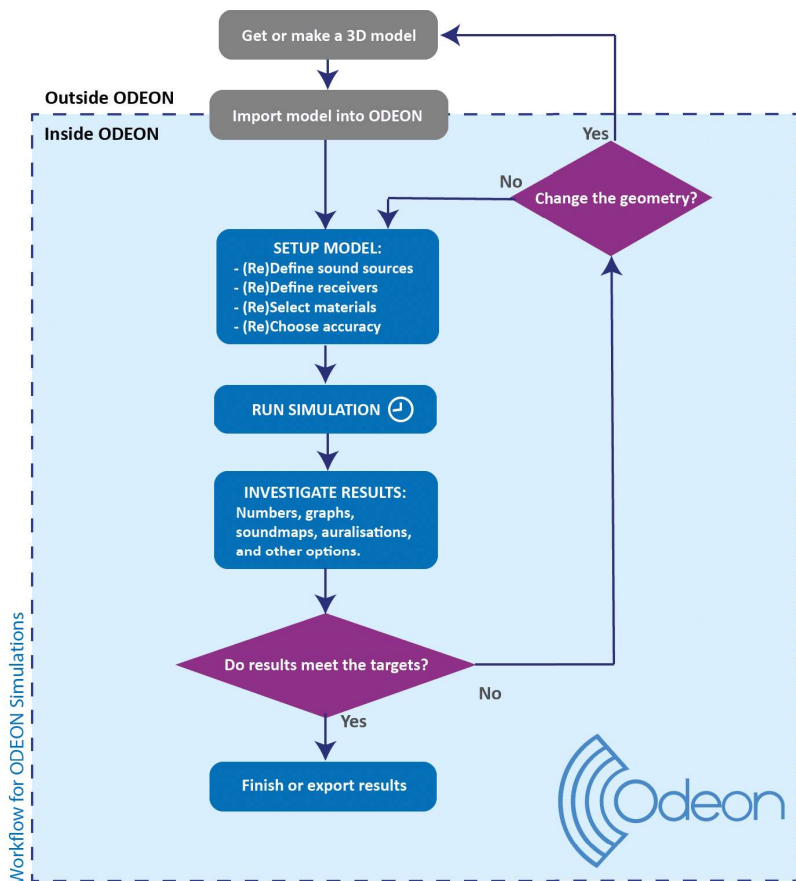 Get or make a 3D model
Outside ODEON
Import model into ODEON
Inside ODEON
Yes
No
Change the geometry?
SETUP MODEL:
- (Re)Define sound sources
- (Re)Define receivers
- (Re)Select materials
- (Re)Choose accuracy
RUN SIMULATION
INVESTIGATE RESULTS:
Numbers, graphs,
soundmaps, auralisations,
and other options.
Do results meet the targets?
No
Yes
Finish or export results
Workflow for ODEON Simulations
Odeon